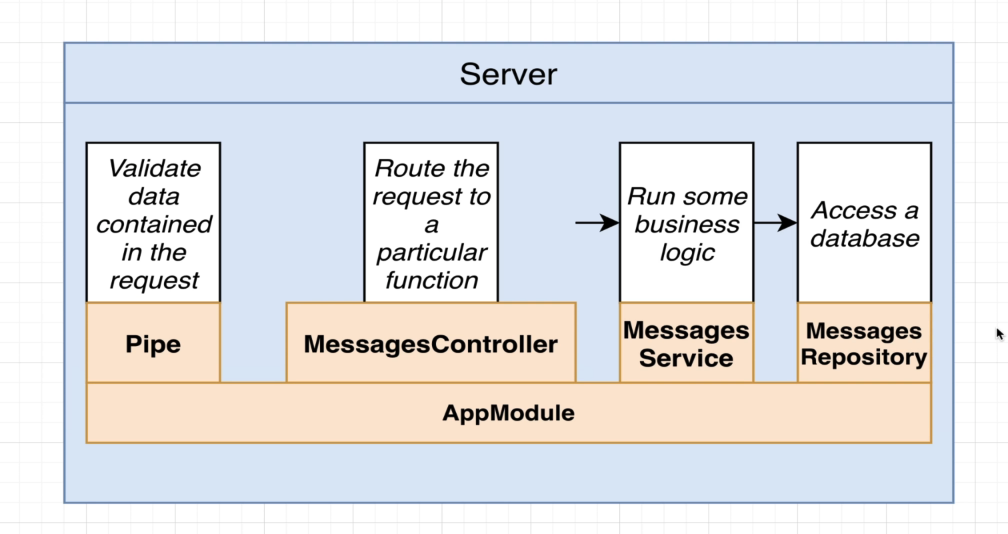 Server
Validate
data
contained
in the
request
Route the
request to
a
particular
function
Run some
business
logic
Access a
database
Pipe
MessagesController
Messages
Service
Messages
Repository
AppModule